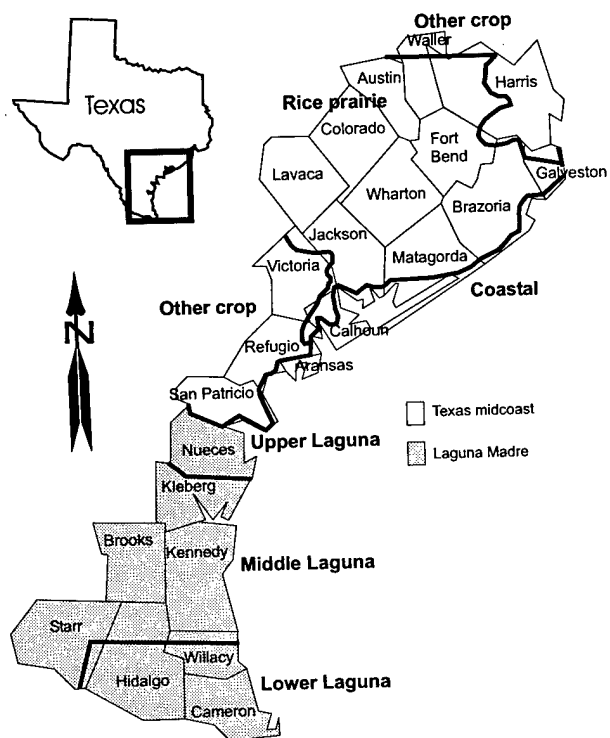 Other crop
Waller
Texas
Austin
Harris
Rice prairie
Colorado
Fort
Bend
Lavaca
Galveston
Wharton
Brazoria
Jackson
Victoria
Matagorda
Coastal
Other crop
N
Calhoun
Refugio
Aransas
San Patricio
Texas midcoast
Upper Laguna
Nueces
Laguna Madre
Kleberg
Brooks
Kennedy
Middle Laguna
Starr
Willacy
Hidalgo
Lower Laguna
Cameron